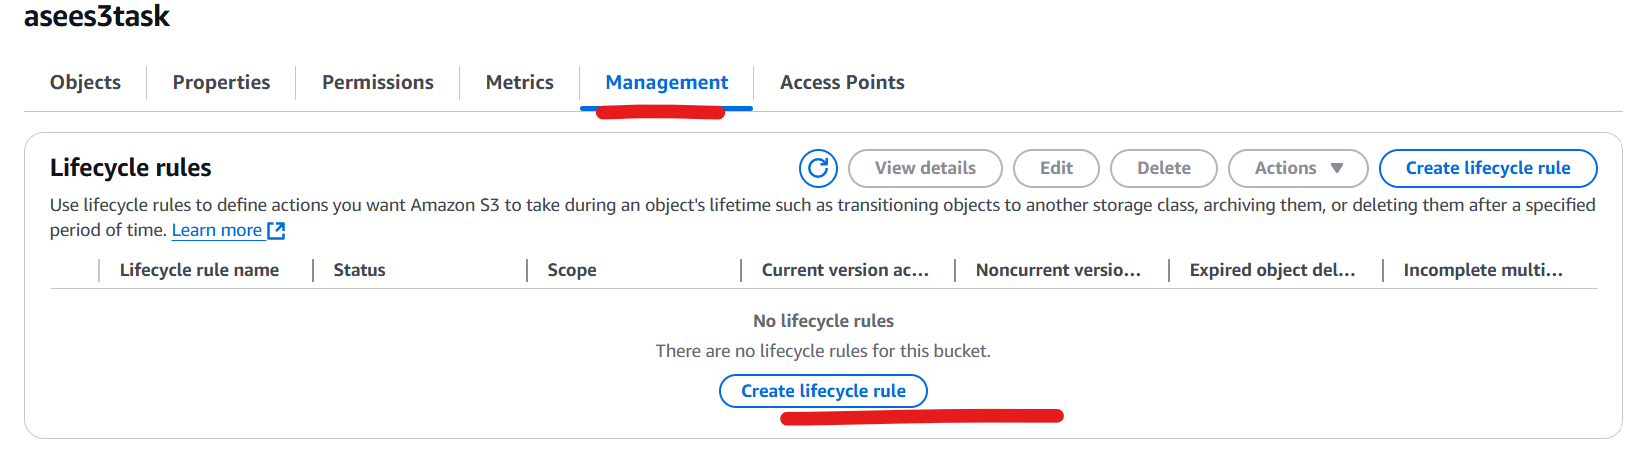 asees3task
Objects
Properties
Permissions
Metrics
Management
Access Points
Lifecycle rules
View details
Edit
Delete
Actions
Create lifecycle rule
Use lifecycle rules to define actions you want Amazon S3 to take during an object's lifetime such as transitioning objects to another storage class, archiving them, or deleting them after a specified
period of time. Learn more
Lifecycle rule name
Status
Scope
Current version ac...
Noncurrent versio...
Expired object del...
Incomplete multi...
No lifecycle rules
There are no lifecycle rules for this bucket.
Create lifecycle rule